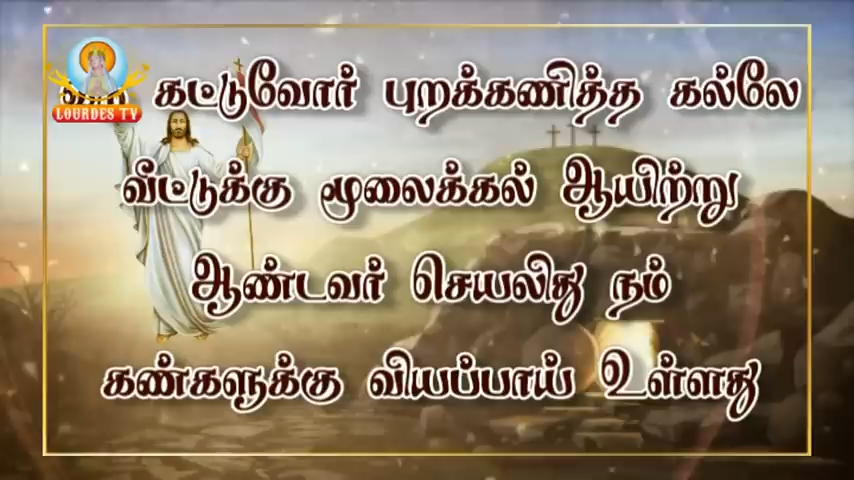 கட்டுவோர் புறக்கணித்த கல்லே
LOURDES TV
வீட்டுக்கு மூலைக்கல் ஆயிற்று
ஆண்டவர் செயலிது நம்
கண்களுக்கு வியப்பாய் உள்ளது